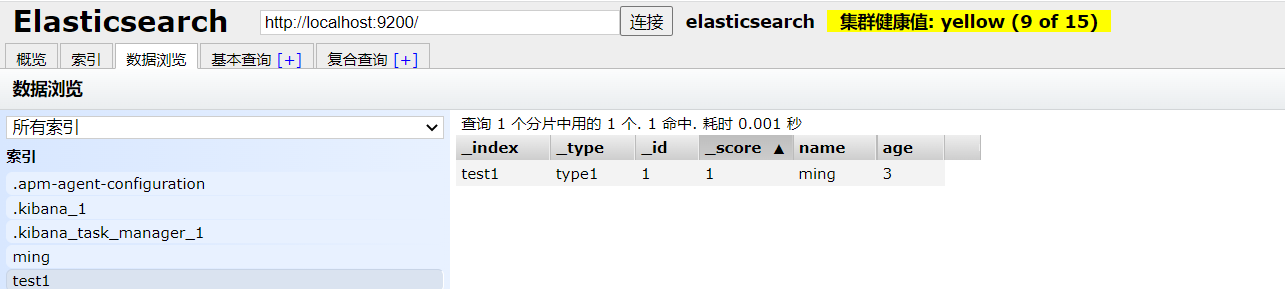 Elasticsearch http://localhost:9200/ 连接 elasticsearch 集群健康值: yellow (9 of 15)
概览 索引 数据浏览 基本查询 [+] 复合查询 [+]
数据浏览
所有索引
索引
.apm-agent-configuration
.kibana_1
.kibana_task_manager_1
ming
test1
查询 1 个分片中用的 1 个. 1 命中. 耗时 0.001 秒
_index _type _id _score ▲ name age
test1 type1 1 1 ming 3